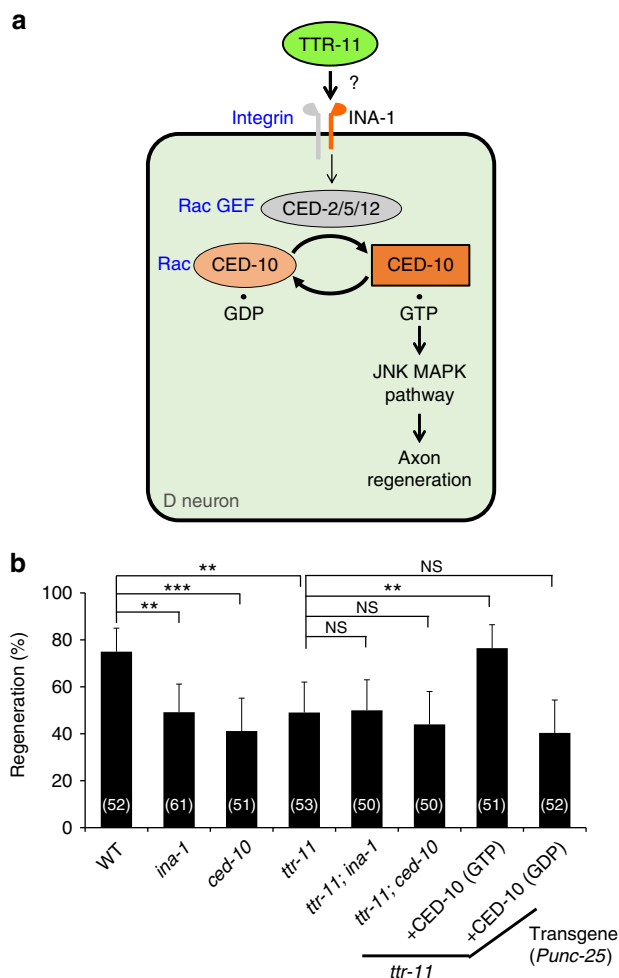 a
TTR-11
?
Integrin
INA-1
Rac GEF
CED-2/5/12
Rac
CED-10
CED-10
GDP
GTP
JNK MAPK
pathway
Axon
regeneration
D neuron
b
Regeneration (%)
100
80
60
40
20
0
**
***
**
NS
**
NS
NS
(52)
(61)
(51)
(53)
(50)
(50)
(51)
(52)
WT
ina-1
ced-10
ttr-11
ttr-11; ina-1
ttr-11; ced-10
+CED-10 (GTP)
+CED-10 (GDP)
ttr-11
Transgene
(Punc-25)